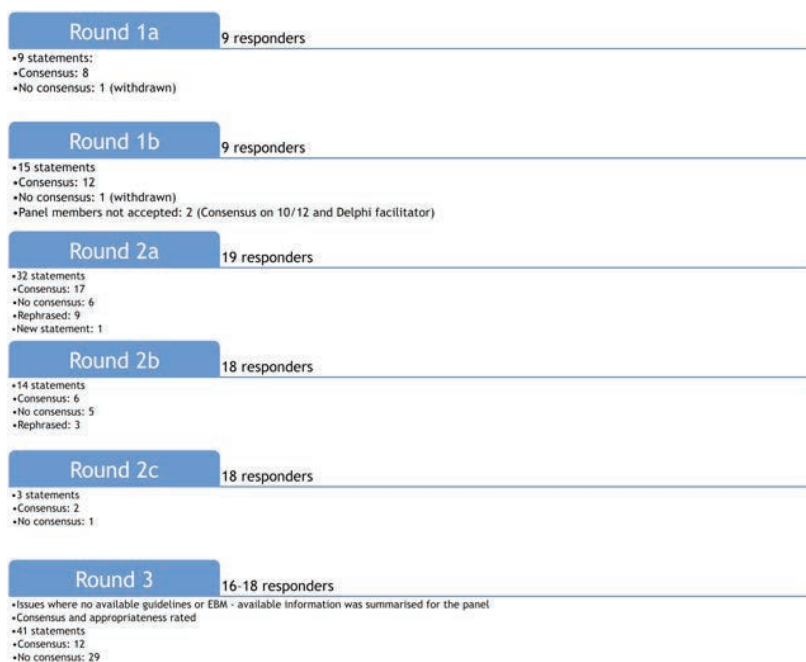 Round 1a
9 responders
•9 statements:
•Consensus: 8
•No consensus: 1 (withdrawn)
Round 1b
9 responders
•15 statements
•Consensus: 12
•No consensus: 1 (withdrawn)
•Panel members not accepted: 2 (Consensus on 10/12 and Delphi facilitator)
Round 2a
19 responders
•32 statements
•Consensus: 17
•No consensus: 6
•Rephrased: 9
•New statement: 1
Round 2b
18 responders
•14 statements
•Consensus: 6
•No consensus: 5
•Rephrased: 3
Round 2c
18 responders
•3 statements
•Consensus: 2
•No consensus: 1
Round 3
16-18 responders
•Issues where no available guidelines or EBM - available information was summarised for the panel
•Consensus and appropriateness rated
•41 statements
•Consensus: 12
•No consensus: 29